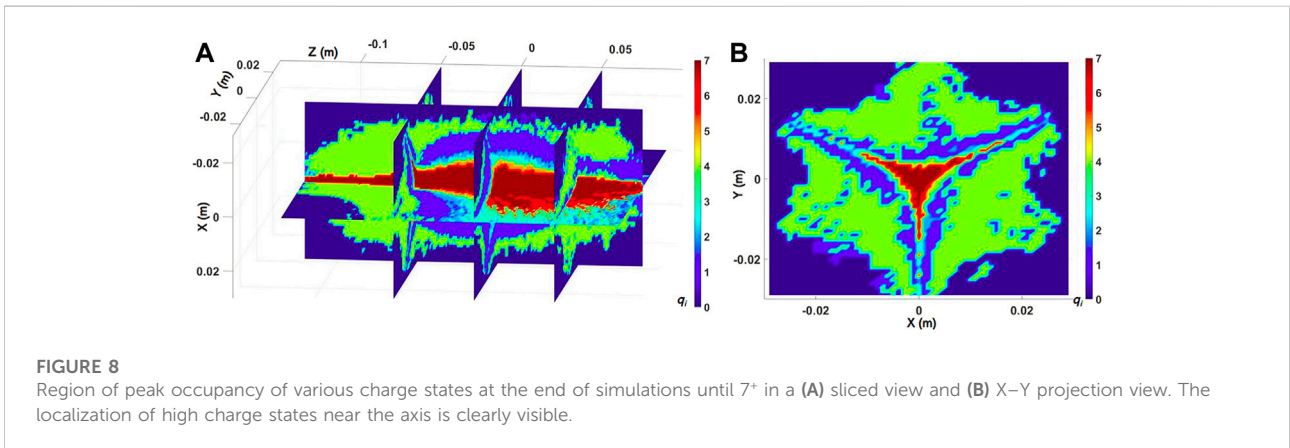 A
Z (m)
-0.1
-0.05
0
0.05
Y (m)
0.02
0
-0.02
-0.02
X (m)
0
0.02
7
6
5
4
3
2
1
0
qi
B
0.02
Y (m)
0
-0.02
-0.02
0
0.02
X (m)
7
6
5
4
3
2
1
0
qi
FIGURE 8
Region of peak occupancy of various charge states at the end of simulations until 7⁺ in a (A) sliced view and (B) X–Y projection view. The
localization of high charge states near the axis is clearly visible.